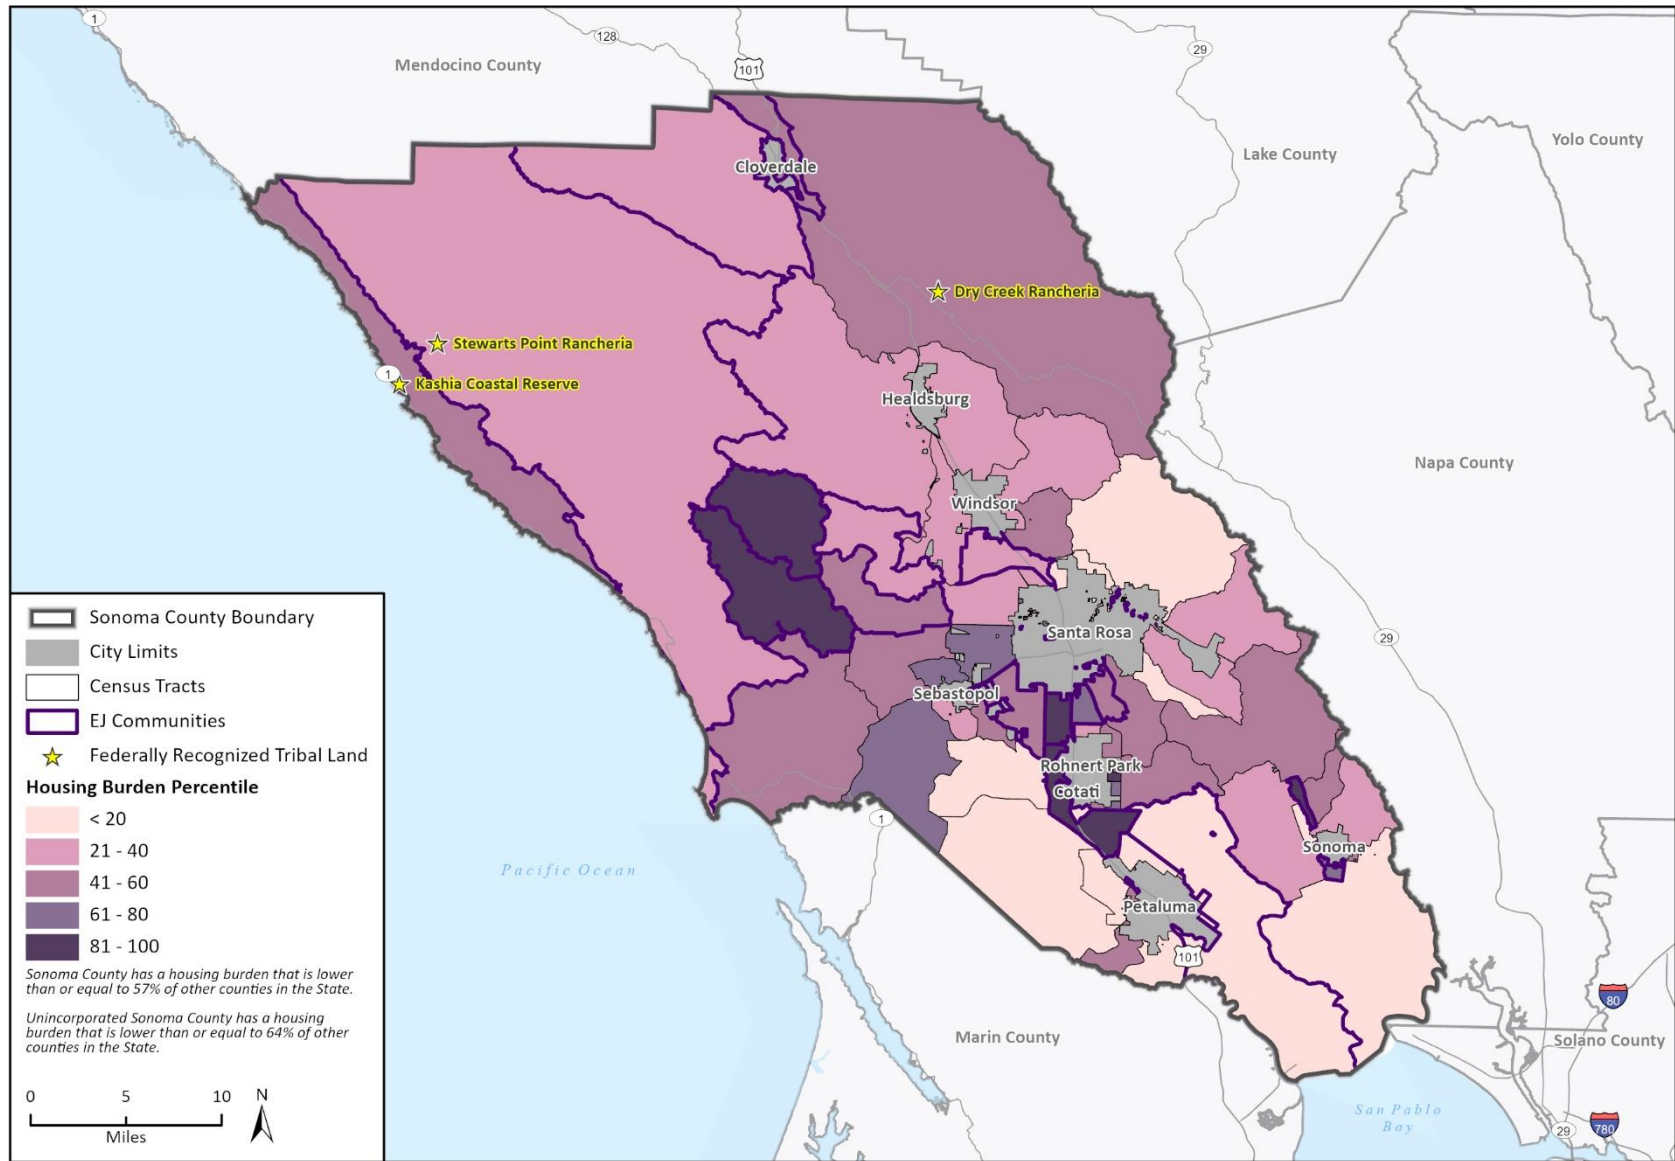 1
128
101
29
Mendocino County
Lake County
Yolo County
Cloverdale
Dry Creek Rancheria
Stewarts Point Rancheria
1
Kashia Coastal Reserve
Healdsburg
Napa County
Windsor
Santa Rosa
29
Sebastopol
Rohnert Park
Cotati
1
Sonoma
Petaluma
101
Pacific Ocean
Marin County
80
Solano County
San Pablo
Bay
29
780
Sonoma County Boundary
City Limits
Census Tracts
EJ Communities
Federally Recognized Tribal Land
Housing Burden Percentile
< 20
21 - 40
41 - 60
61 - 80
81 - 100
Sonoma County has a housing burden that is lower
than or equal to 57% of other counties in the State.
Unincorporated Sonoma County has a housing
burden that is lower than or equal to 64% of other
counties in the State.
0 5 10 N
Miles